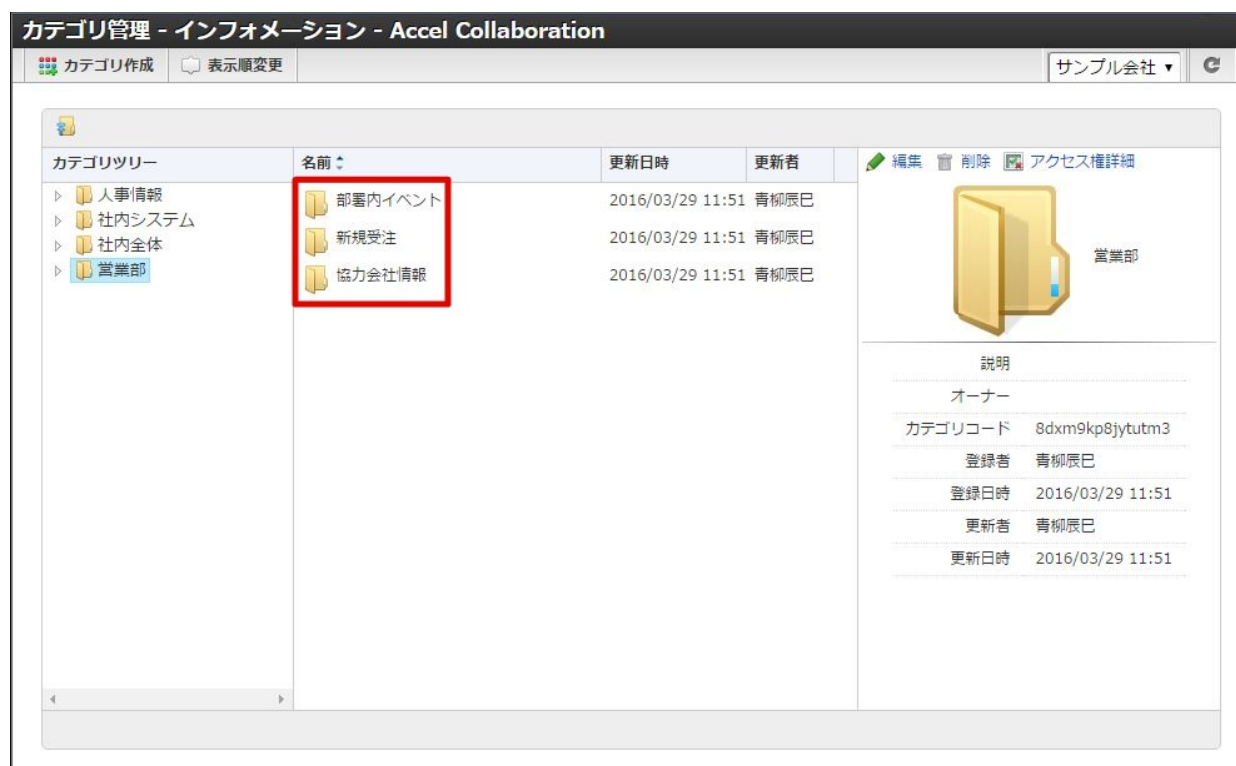 カテゴリ管理 - インフォメーション - Accel Collaboration
カテゴリ作成 表示順変更 サンプル会社
カテゴリツリー 名前 更新日時 更新者 編集 削除 アクセス権詳細
人事情報
社内システム
社内全体
営業部
部署内イベント 2016/03/29 11:51 青柳辰巳
新規受注 2016/03/29 11:51 青柳辰巳
協力会社情報 2016/03/29 11:51 青柳辰巳
営業部
説明
オーナー
カテゴリコード 8dxm9kp8jytutm3
登録者 青柳辰巳
登録日時 2016/03/29 11:51
更新者 青柳辰巳
更新日時 2016/03/29 11:51